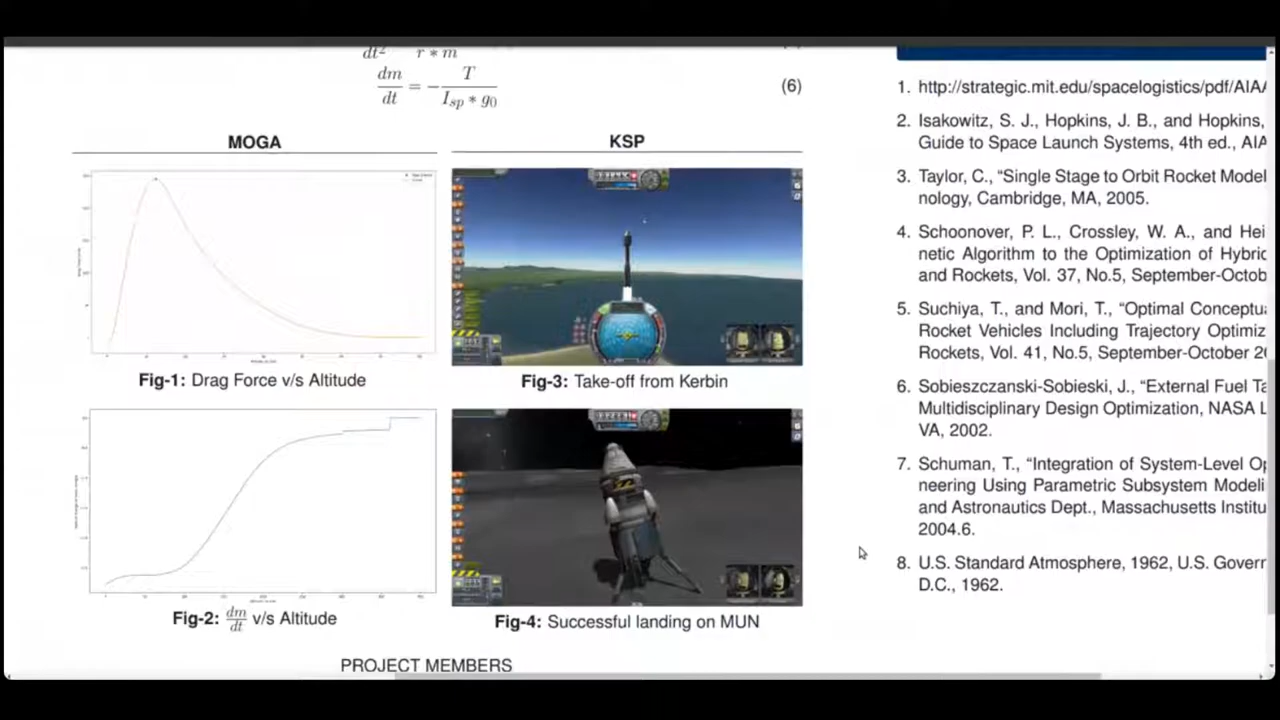 dt² r ∗ m
dm/dt = − T/(I_sp ∗ g_0) (6)
MOGA
KSP
Fig-1: Drag Force v/s Altitude
Fig-3: Take-off from Kerbin
Fig-2: dm/dt v/s Altitude
Fig-4: Successful landing on MUN
PROJECT MEMBERS
1. http://strategic.mit.edu/spacelogistics/pdf/AIAA
2. Isakowitz, S. J., Hopkins, J. B., and Hopkins,
Guide to Space Launch Systems, 4th ed., AIA
3. Taylor, C., “Single Stage to Orbit Rocket Model
nology, Cambridge, MA, 2005.
4. Schoonover, P. L., Crossley, W. A., and Hei
netic Algorithm to the Optimization of Hybric
and Rockets, Vol. 37, No.5, September-Octob
5. Suchiya, T., and Mori, T., “Optimal Conceptua
Rocket Vehicles Including Trajectory Optimiz
Rockets, Vol. 41, No.5, September-October 20
6. Sobieszczanski-Sobieski, J., “External Fuel Ta
Multidisciplinary Design Optimization, NASA L
VA, 2002.
7. Schuman, T., “Integration of System-Level Op
neering Using Parametric Subsystem Modeli
and Astronautics Dept., Massachusetts Institu
2004.6.
8. U.S. Standard Atmosphere, 1962, U.S. Goverr
D.C., 1962.